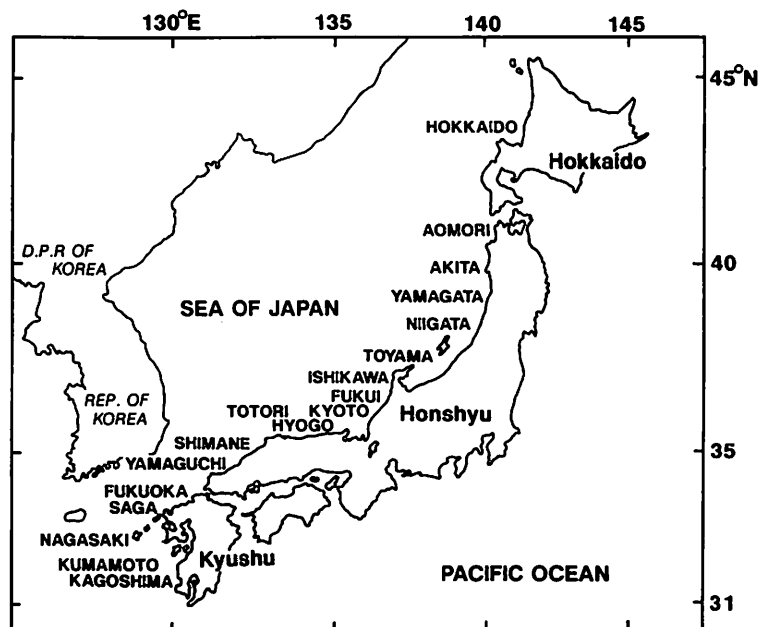 130°E 135 140 145
45°N
HOKKAIDO
Hokkaido
AOMORI
D.P.R OF
KOREA
AKITA
40
YAMAGATA
SEA OF JAPAN
NIIGATA
TOYAMA
ISHIKAWA
REP. OF
KOREA
FUKUI
TOTORI KYOTO
Honshyu
HYOGO
SHIMANE
35
YAMAGUCHI
FUKUOKA
SAGA
NAGASAKI
Kyushu
KUMAMOTO
KAGOSHIMA
PACIFIC OCEAN
31